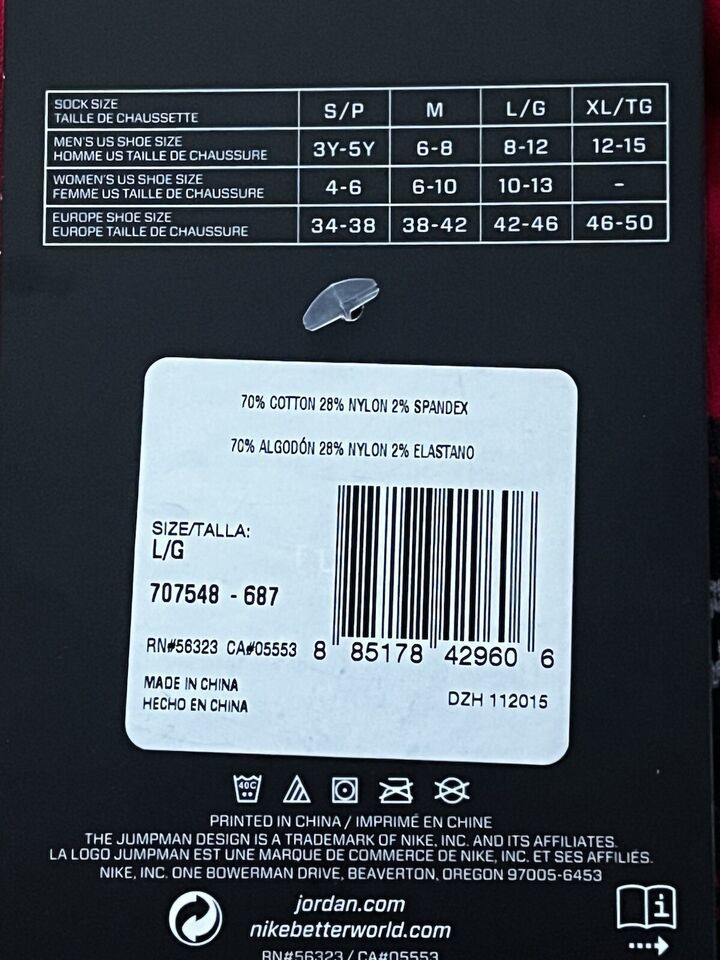 SOCK SIZE
TAILLE DE CHAUSSETTE
S/P M L/G XL/TG
MEN'S US SHOE SIZE
HOMME US TAILLE DE CHAUSSURE
3Y-5Y 6-8 8-12 12-15
WOMEN'S US SHOE SIZE
FEMME US TAILLE DE CHAUSSURE
4-6 6-10 10-13 -
EUROPE SHOE SIZE
EUROPE TAILLE DE CHAUSSURE
34-38 38-42 42-46 46-50
70% COTTON 28% NYLON 2% SPANDEX
70% ALGODÓN 28% NYLON 2% ELASTANO
SIZE/TALLA:
L/G
707548 - 687
RN#56323 CA#05553
8 85178 42960 6
MADE IN CHINA
HECHO EN CHINA
DZH 112015
40C
PRINTED IN CHINA / IMPRIMÉ EN CHINE
THE JUMPMAN DESIGN IS A TRADEMARK OF NIKE, INC. AND ITS AFFILIATES.
LA LOGO JUMPMAN EST UNE MARQUE DE COMMERCE DE NIKE, INC. ET SES AFFILIÉS.
NIKE, INC. ONE BOWERMAN DRIVE, BEAVERTON, OREGON 97005-6453
jordan.com
nikebetterworld.com
RN#56323 / CA#05553